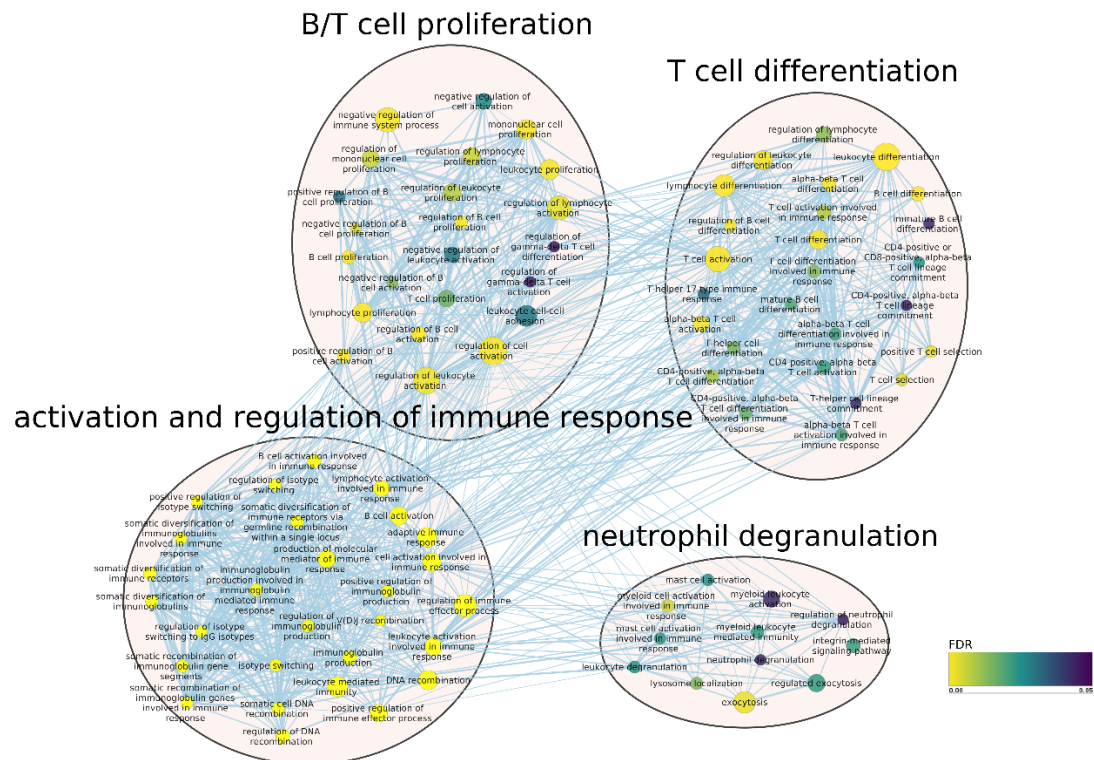 B/T cell proliferation
negative regulation of
cell activation
negative regulation of
immune system process
mononuclear cell
proliferation
regulation of
mononuclear cell
proliferation
regulation of lymphocyte
proliferation
leukocyte proliferation
positive regulation of B
cell proliferation
regulation of leukocyte
proliferation
regulation of lymphocyte
activation
negative regulation of B
cell proliferation
regulation of B cell
proliferation
regulation of
gamma-delta T cell
differentiation
B cell proliferation
negative regulation of
leukocyte activation
negative regulation of B
cell activation
regulation of
gamma-delta T cell
activation
T cell proliferation
lymphocyte proliferation
leukocyte cell-cell
adhesion
regulation of B cell
activation
positive regulation of B
cell activation
regulation of cell
activation
regulation of leukocyte
activation
T cell differentiation
regulation of lymphocyte
differentiation
regulation of leukocyte
differentiation
leukocyte differentiation
lymphocyte differentiation
alpha-beta T cell
differentiation
B cell differentiation
T cell activation involved
in immune response
immature B cell
differentiation
regulation of B cell
differentiation
T cell differentiation
CD4-positive or
CD8-positive, alpha-beta
T cell lineage
commitment
T cell activation
T cell differentiation
involved in immune
response
T-helper 17 type immune
response
mature B cell
differentiation
CD4-positive, alpha-beta
T cell lineage
commitment
alpha-beta T cell
activation
alpha-beta T cell
differentiation involved in
immune response
T-helper cell
differentiation
positive T cell selection
CD4-positive, alpha-beta
T cell differentiation
CD4-positive, alpha-beta
T cell activation
T cell selection
CD4-positive, alpha-beta
T cell differentiation
involved in immune
response
T-helper cell lineage
commitment
alpha-beta T cell
activation involved in
immune response
activation and regulation of immune response
B cell activation involved
in immune response
regulation of isotype
switching
lymphocyte activation
involved in immune
response
positive regulation of
isotype switching
somatic diversification of
immune receptors via
germline recombination
within a single locus
B cell activation
somatic diversification of
immunoglobulins
involved in immune
response
adaptive immune
response
production of molecular
mediator of immune
response
cell activation involved in
immune response
somatic diversification of
immune receptors
immunoglobulin
production involved in
immunoglobulin
mediated immune
response
positive regulation of
immunoglobulin
production
somatic diversification of
immunoglobulins
regulation of immune
effector process
regulation of isotype
switching to IgG isotypes
regulation of
immunoglobulin
production
V(D)J recombination
leukocyte activation
involved in immune
response
somatic recombination of
immunoglobulin gene
segments
isotype switching
immunoglobulin
production
leukocyte mediated
immunity
DNA recombination
somatic recombination of
immunoglobulin genes
involved in immune
response
somatic cell DNA
recombination
positive regulation of
immune effector process
regulation of DNA
recombination
neutrophil degranulation
mast cell activation
myeloid cell activation
involved in immune
response
myeloid leukocyte
activation
regulation of neutrophil
degranulation
mast cell activation
involved in immune
response
myeloid leukocyte
mediated immunity
integrin-mediated
signaling pathway
leukocyte degranulation
neutrophil degranulation
lysosome localization
regulated exocytosis
exocytosis
FDR
0.00
0.05